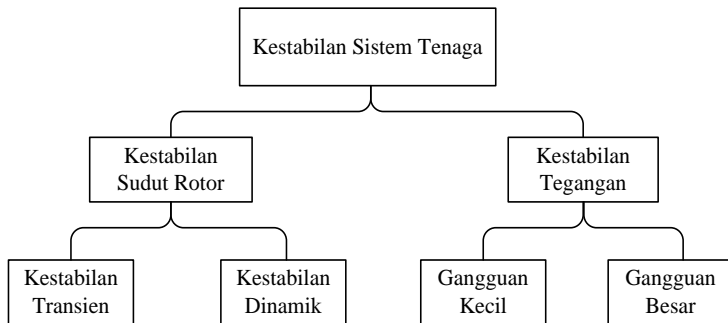 Kestabilan Sistem Tenaga
Kestabilan
Sudut Rotor
Kestabilan
Tegangan
Kestabilan
Transien
Kestabilan
Dinamik
Gangguan
Kecil
Gangguan
Besar